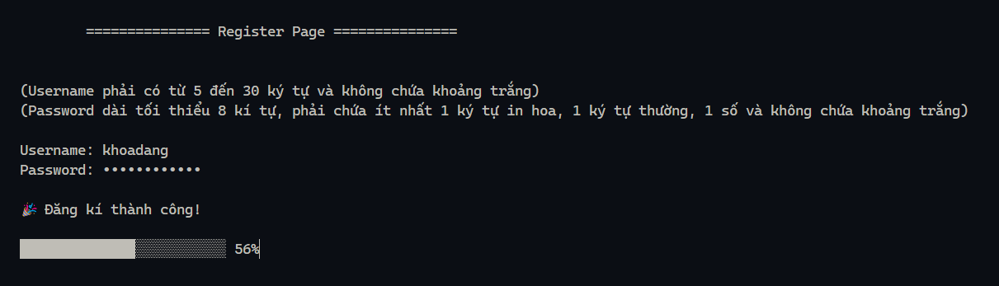 =============== Register Page ===============
(Username phải có từ 5 đến 30 ký tự và không chứa khoảng trắng)
(Password dài tối thiểu 8 kí tự, phải chứa ít nhất 1 ký tự in hoa, 1 ký tự thường, 1 số và không chứa khoảng trắng)
Username: khoadang
Password: ••••••••••••
🎉 Đăng kí thành công!
56%